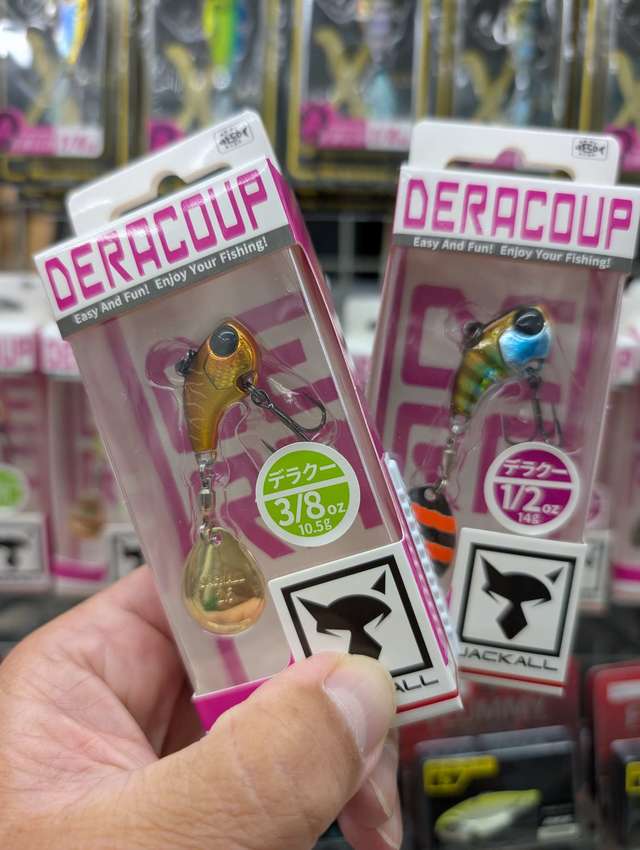 DERACOUP
Easy And Fun! Enjoy Your Fishing!
デラクー
3/8oz
10.5g
ALL
DERACOUP
Easy And Fun! Enjoy Your Fishing!
デラクー
1/2oz
14g
JACKALL